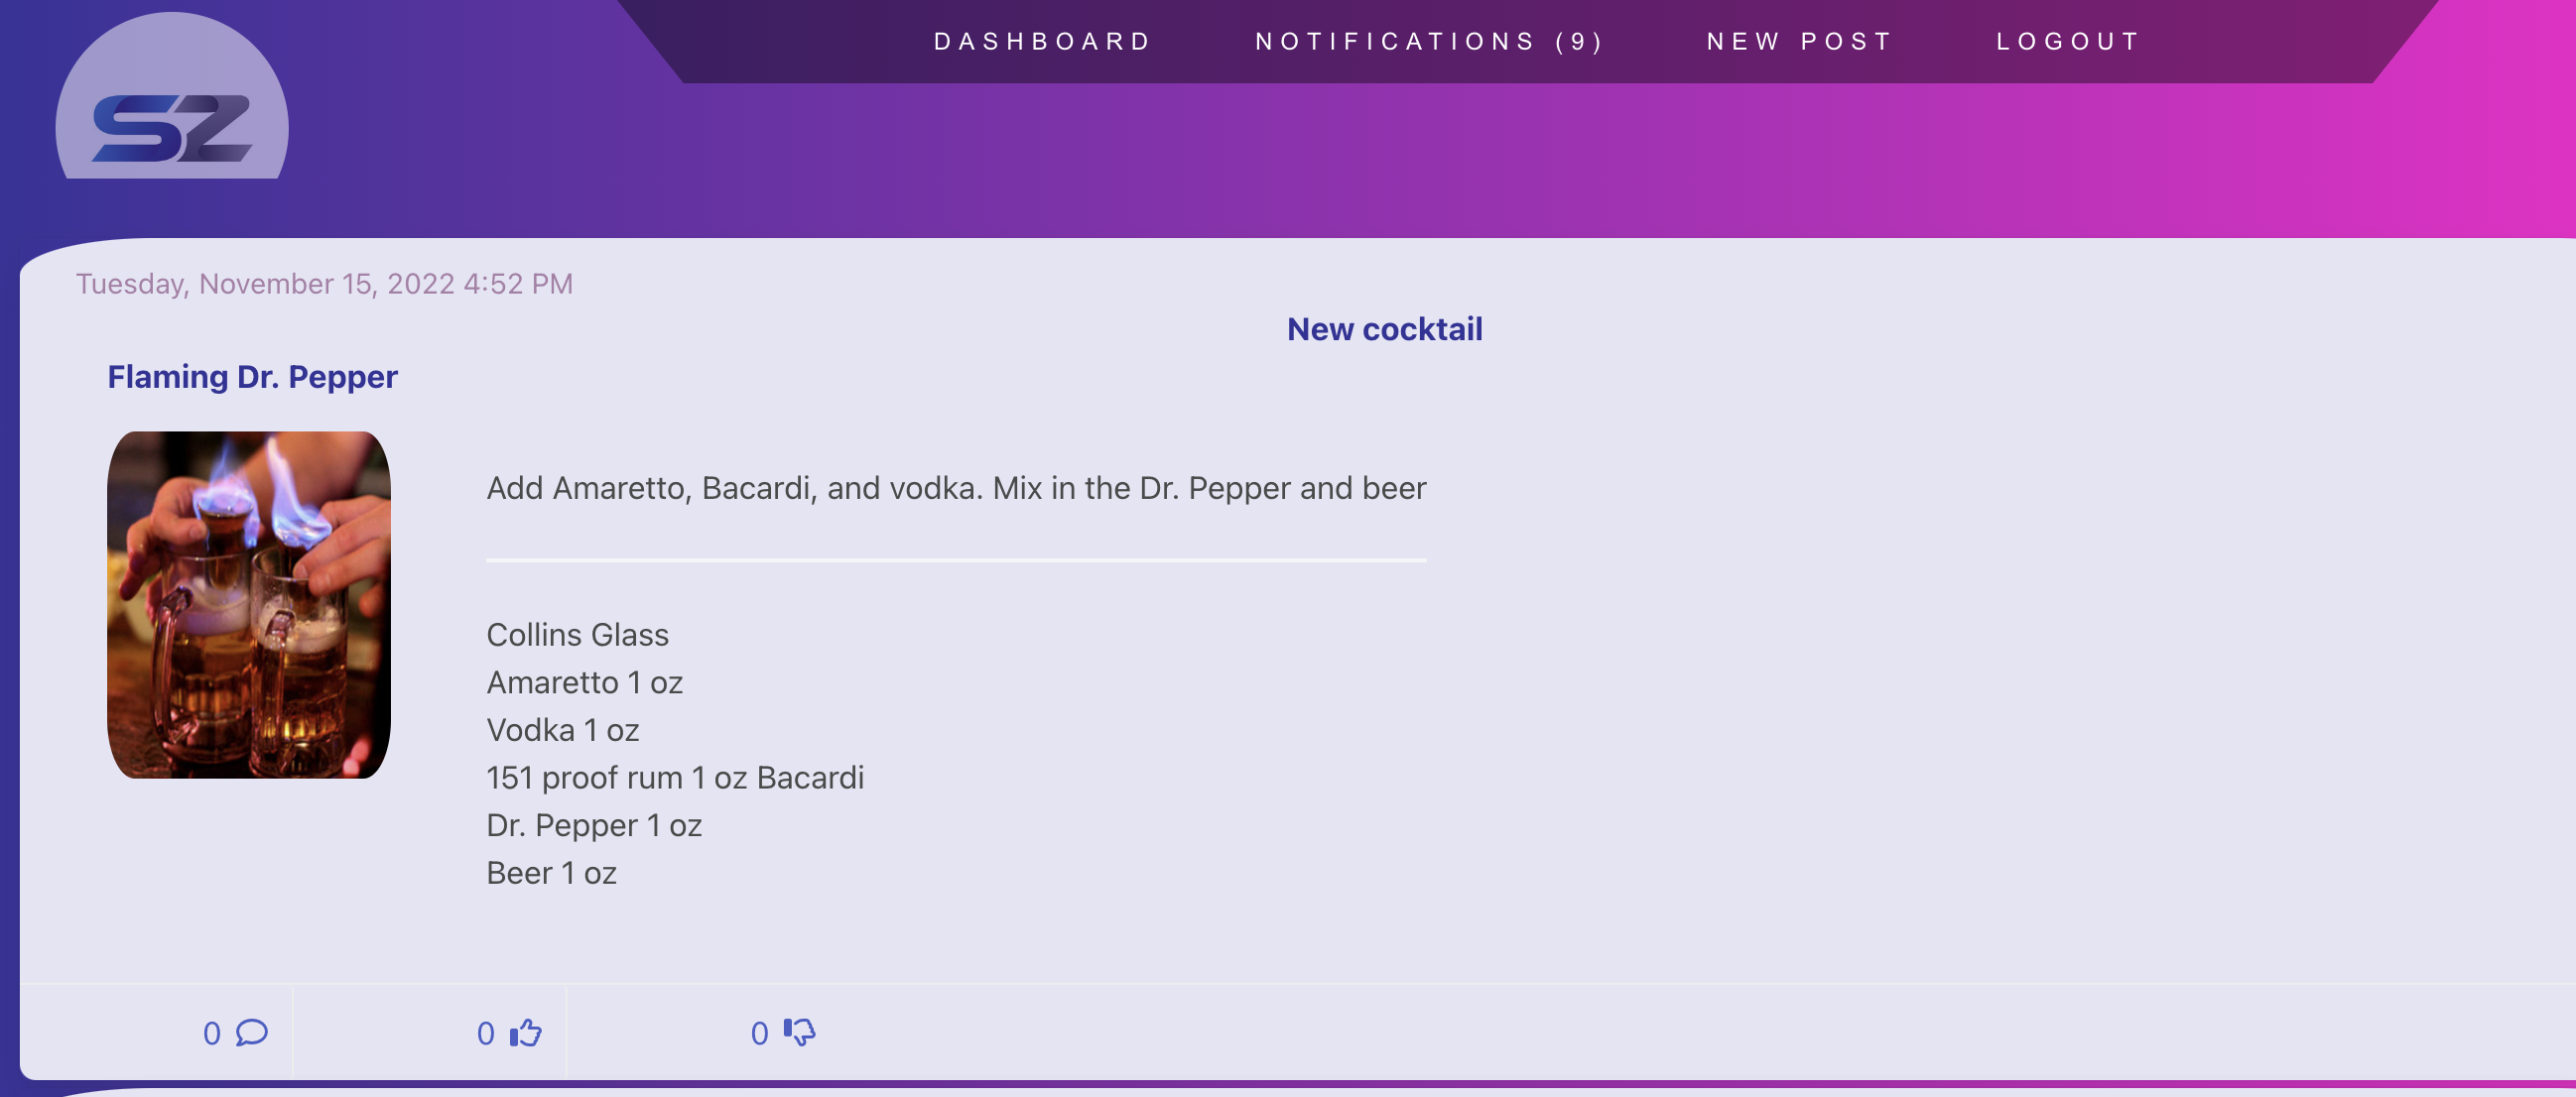 SZ
DASHBOARD NOTIFICATIONS (9) NEW POST LOGOUT
Tuesday, November 15, 2022 4:52 PM
New cocktail
Flaming Dr. Pepper
Add Amaretto, Bacardi, and vodka. Mix in the Dr. Pepper and beer
Collins Glass
Amaretto 1 oz
Vodka 1 oz
151 proof rum 1 oz Bacardi
Dr. Pepper 1 oz
Beer 1 oz
0 0 0